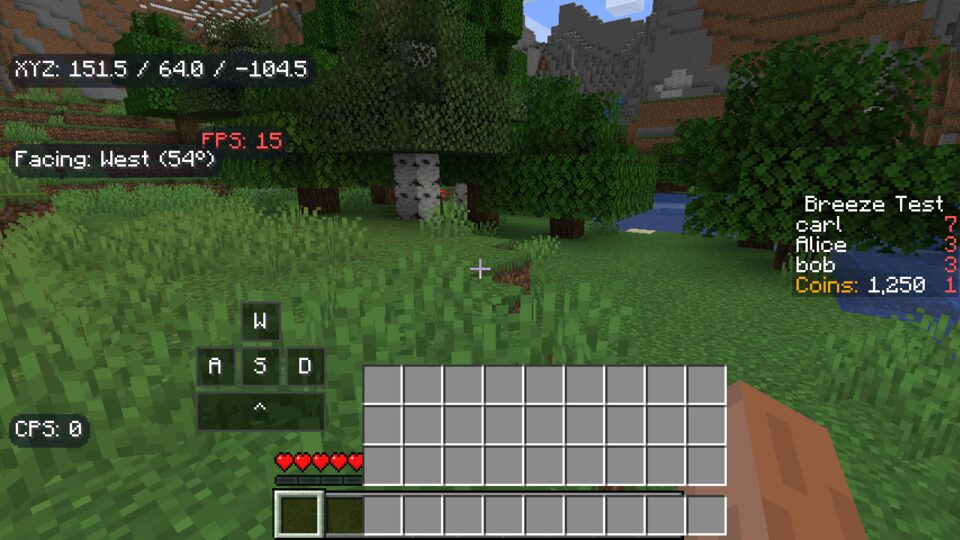 XYZ: 151.5 / 64.0 / -104.5
FPS: 15
Facing: West (54°)
Breeze Test
carl 7
Alice 3
bob 3
Coins: 1,250 1
W
A S D
^
CPS: 0